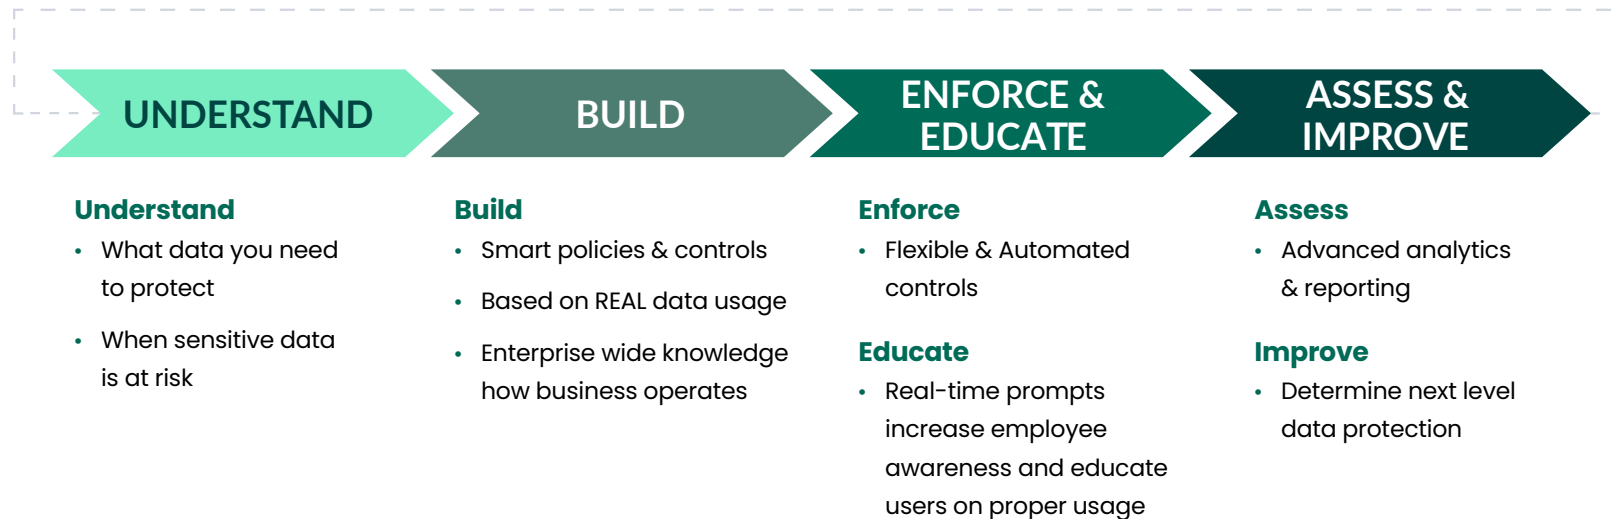 UNDERSTAND
BUILD
ENFORCE &
EDUCATE
ASSESS &
IMPROVE
Understand
• What data you need
to protect
• When sensitive data
is at risk
Build
• Smart policies & controls
• Based on REAL data usage
• Enterprise wide knowledge
how business operates
Enforce
• Flexible & Automated
controls
Educate
• Real-time prompts
increase employee
awareness and educate
users on proper usage
Assess
• Advanced analytics
& reporting
Improve
• Determine next level
data protection